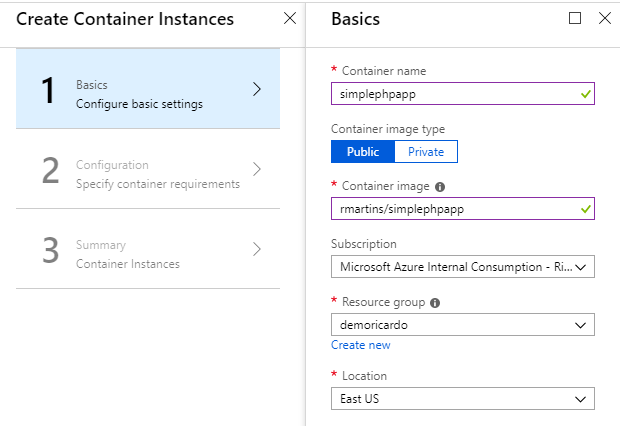 Create Container Instances
1
Basics
Configure basic settings
2
Configuration
Specify container requirements
3
Summary
Container Instances
Basics
* Container name
simplephpapp
Container image type
Public Private
* Container image
rmartins/simplephpapp
Subscription
Microsoft Azure Internal Consumption - Ri...
* Resource group
demoricardo
Create new
* Location
East US